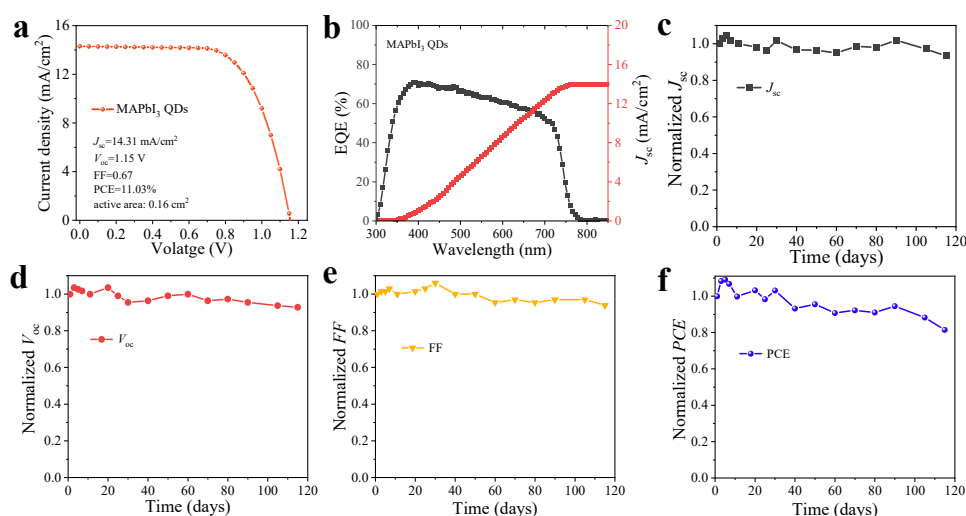 a
16
12
8
4
0
Current density (mA/cm²)
MAPbI₃ QDs
Jsc=14.31 mA/cm²
Voc=1.15 V
FF=0.67
PCE=11.03%
active area: 0.16 cm²
0.0 0.2 0.4 0.6 0.8 1.0 1.2
Volatge (V)
b
100
80
60
40
20
0
EQE (%)
MAPbI₃ QDs
20
16
12
8
4
0
Jsc (mA/cm²)
300 400 500 600 700 800
Wavelength (nm)
c
1.0
0.8
0.6
0.4
0.2
0.0
Normalized Jsc
Jsc
0 20 40 60 80 100 120
Time (days)
d
1.0
0.8
0.6
0.4
0.2
0.0
Normalized Voc
Voc
0 20 40 60 80 100 120
Time (days)
e
1.0
0.8
0.6
0.4
0.2
0.0
Normalized FF
FF
0 20 40 60 80 100 120
Time (days)
f
1.0
0.8
0.6
0.4
0.2
0.0
Normalized PCE
PCE
0 20 40 60 80 100 120
Time (days)